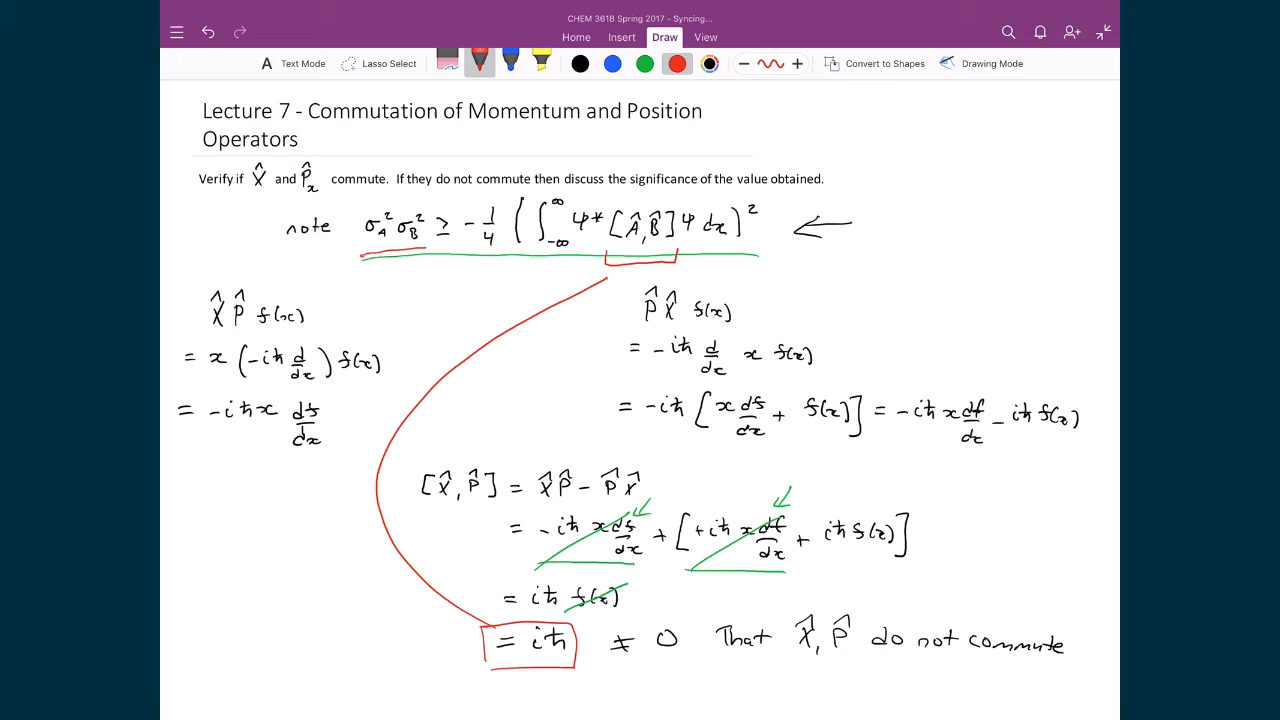 CHEM 361B Spring 2017 - Syncing...
Home Insert Draw View
A Text Mode Lasso Select Convert to Shapes Drawing Mode
Lecture 7 - Commutation of Momentum and Position
Operators
Verify if X̂ and P̂ₓ commute. If they do not commute then discuss the significance of the value obtained.
note σ_A² σ_B² ≥ -1/4 ( ∫_{-∞}^{∞} Ψ* [Â, B̂] Ψ dx )²
X̂ P̂ f(x)
= x (-iħ d/dx) f(x)
= -iħx df/dx
P̂ X̂ f(x)
= -iħ d/dx x f(x)
= -iħ [x df/dx + f(x)] = -iħ x df/dx - iħ f(x)
[X̂, P̂] = X̂P̂ - P̂X̂
= -iħ x df/dx + [+iħ x df/dx + iħ f(x)]
= iħ f(x)
= iħ ≠ 0 That X̂, P̂ do not commute